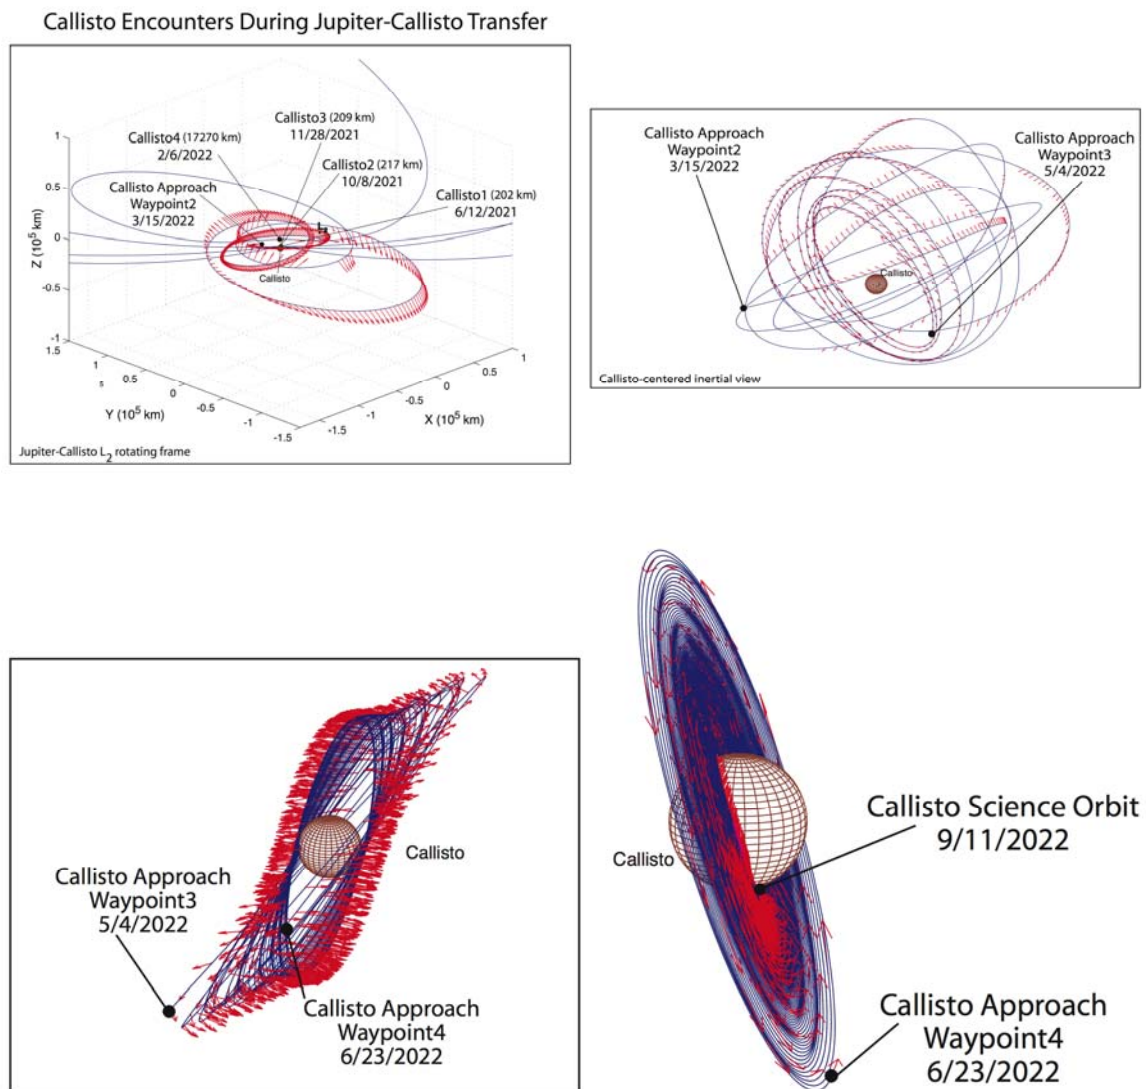 Callisto Encounters During Jupiter-Callisto Transfer
Callisto3 (209 km)
11/28/2021
Callisto4 (17270 km)
2/6/2022
Callisto2 (217 km)
10/8/2021
Callisto Approach
Waypoint2
3/15/2022
Callisto1 (202 km)
6/12/2021
L2
Callisto
Z (10^5 km)
1
0.5
0
-0.5
-1
1.5
1
s
0.5
0
-0.5
-1
-1.5
Y (10^5 km)
1
0.5
0
-0.5
-1
-1.5
X (10^5 km)
Jupiter-Callisto L2 rotating frame
Callisto Approach
Waypoint2
3/15/2022
Callisto Approach
Waypoint3
5/4/2022
Callisto
Callisto-centered inertial view
Callisto
Callisto Approach
Waypoint3
5/4/2022
Callisto Approach
Waypoint4
6/23/2022
Callisto Science Orbit
9/11/2022
Callisto
Callisto Approach
Waypoint4
6/23/2022